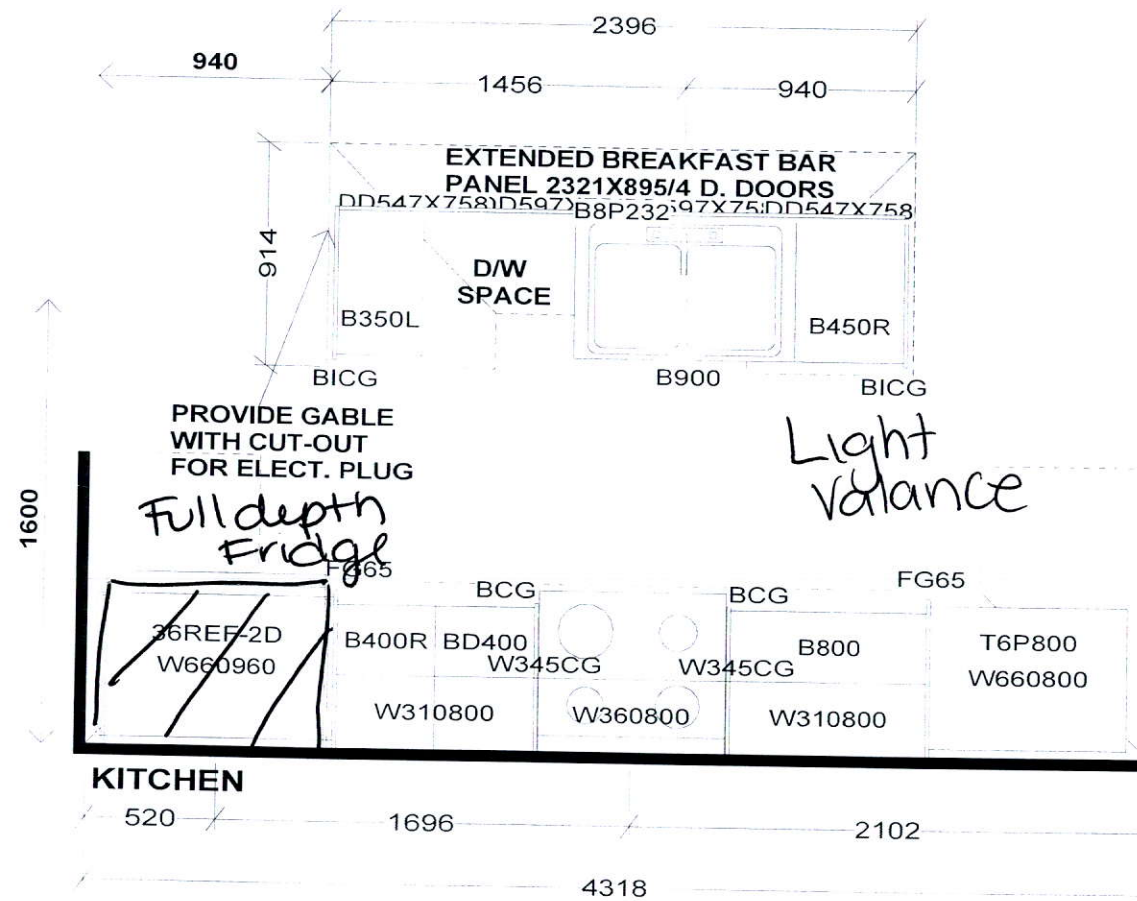 2396
940
1456
940
EXTENDED BREAKFAST BAR
PANEL 2321X895/4 D. DOORS
DD547X758
B8P232
DD547X758
914
D/W
SPACE
B350L
B450R
BICG
B900
BICG
PROVIDE GABLE
WITH CUT-OUT
FOR ELECT. PLUG
Light
Valance
1600
Full depth
Fridge
FG65
BCG
BCG
FG65
36REF-2D
W660960
B400R
BD400
W345CG
W345CG
B800
T6P800
W660800
W310800
W360800
W310800
KITCHEN
520
1696
2102
4318